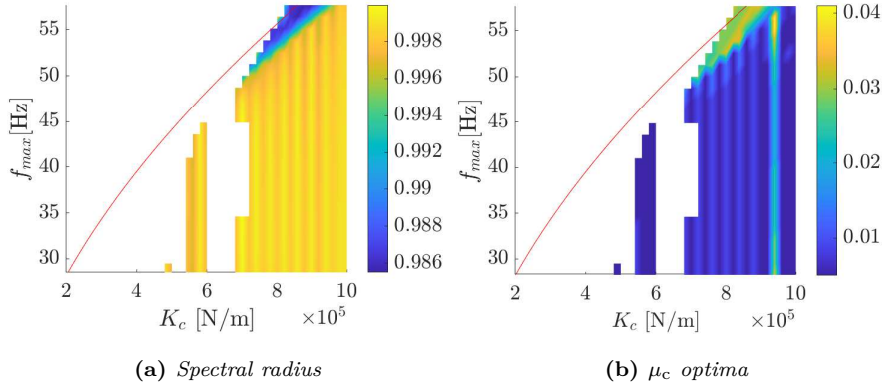 55
50
45
40
35
30
f_max [Hz]
2 4 6 8 10
K_c [N/m] ×10^5
0.998
0.996
0.994
0.992
0.99
0.988
0.986
(a) Spectral radius
55
50
45
40
35
30
f_max [Hz]
2 4 6 8 10
K_c [N/m] ×10^5
0.04
0.03
0.02
0.01
(b) μ_c optima